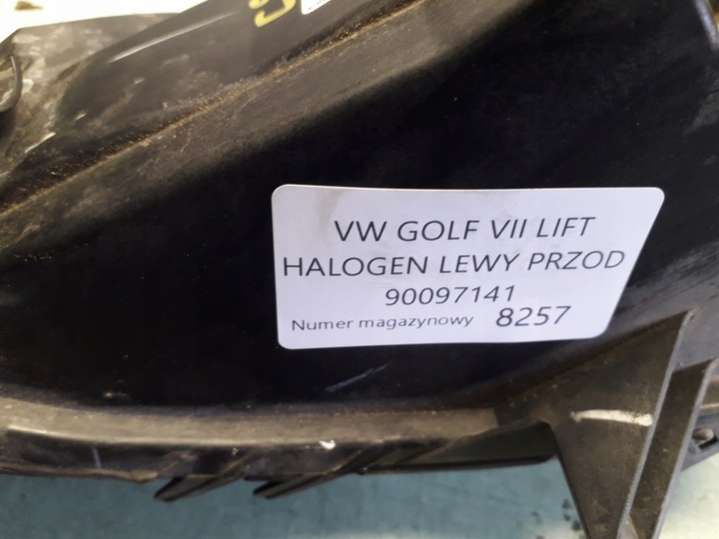 VW GOLF VII LIFT
HALOGEN LEWY PRZOD
90097141
Numer magazynowy 8257